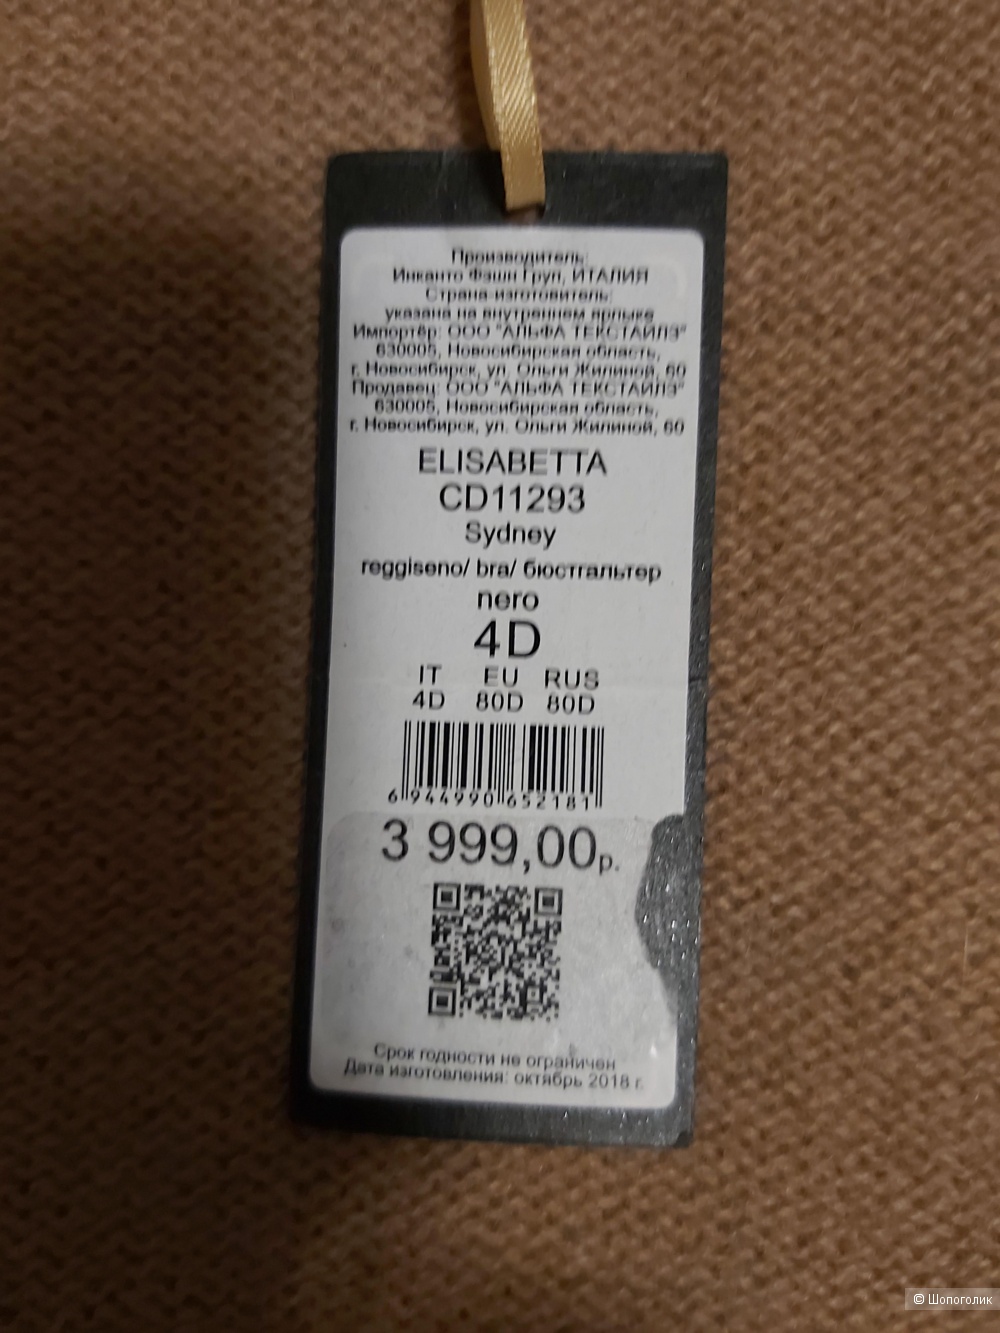 Производитель:
Инканто Фэшн Груп, ИТАЛИЯ
Страна-изготовитель:
указана на внутреннем ярлыке
Импортёр: ООО "АЛЬФА ТЕКСТАЙЛЗ"
630005, Новосибирская область,
г. Новосибирск, ул. Ольги Жилиной, 60
Продавец: ООО "АЛЬФА ТЕКСТАЙЛЗ"
630005, Новосибирская область,
г. Новосибирск, ул. Ольги Жилиной, 60
ELISABETTA
CD11293
Sydney
reggiseno/ bra/ бюстгальтер
nero
4D
IT EU RUS
4D 80D 80D
6 944990 652181
3 999,00р.
Срок годности не ограничен
Дата изготовления: октябрь 2018 г.
© Шопоголик